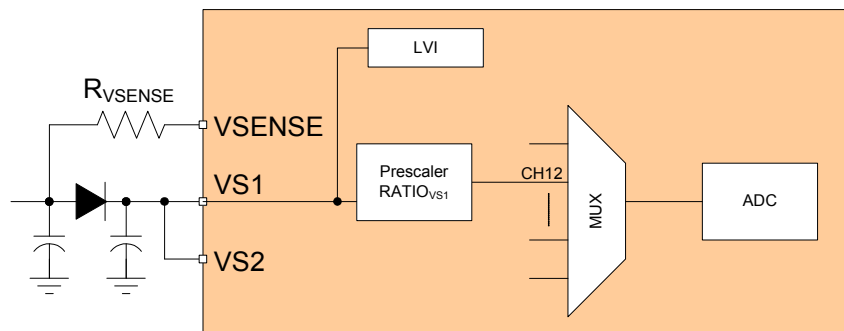 LVI
RVSENSE
VSENSE
VS1
Prescaler
RATIOVS1
CH12
MUX
ADC
VS2